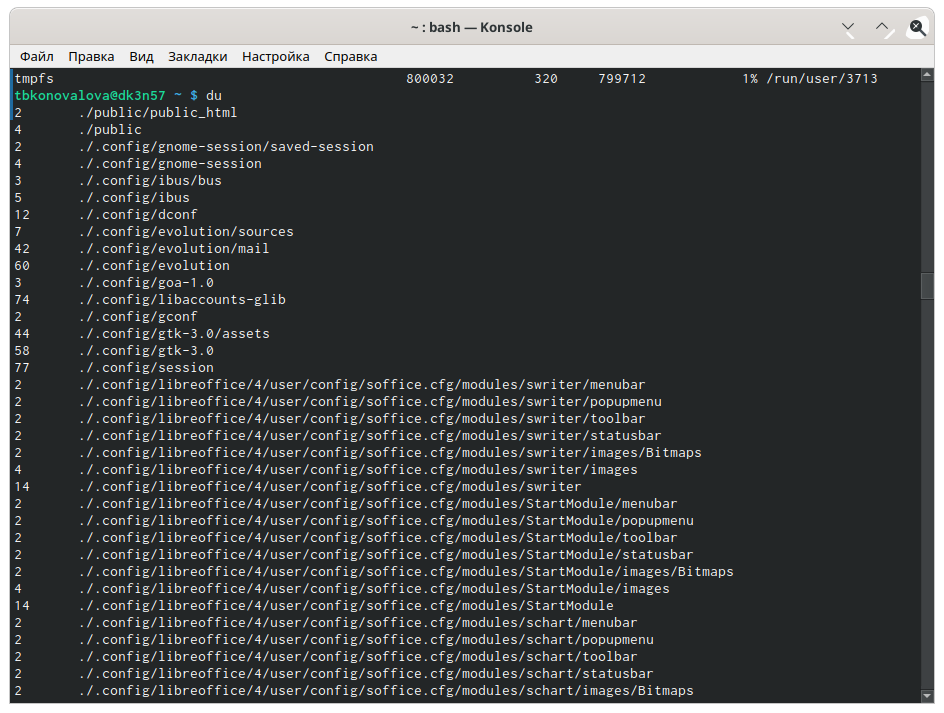 ~ : bash — Konsole
Файл Правка Вид Закладки Настройка Справка
tmpfs 800032 320 799712 1% /run/user/3713
tbkonovalova@dk3n57 ~ $ du
2 ./public/public_html
4 ./public
2 ./.config/gnome-session/saved-session
4 ./.config/gnome-session
3 ./.config/ibus/bus
5 ./.config/ibus
12 ./.config/dconf
7 ./.config/evolution/sources
42 ./.config/evolution/mail
60 ./.config/evolution
3 ./.config/goa-1.0
74 ./.config/libaccounts-glib
2 ./.config/gconf
44 ./.config/gtk-3.0/assets
58 ./.config/gtk-3.0
77 ./.config/session
2 ./.config/libreoffice/4/user/config/soffice.cfg/modules/swriter/menubar
2 ./.config/libreoffice/4/user/config/soffice.cfg/modules/swriter/popupmenu
2 ./.config/libreoffice/4/user/config/soffice.cfg/modules/swriter/toolbar
2 ./.config/libreoffice/4/user/config/soffice.cfg/modules/swriter/statusbar
2 ./.config/libreoffice/4/user/config/soffice.cfg/modules/swriter/images/Bitmaps
4 ./.config/libreoffice/4/user/config/soffice.cfg/modules/swriter/images
14 ./.config/libreoffice/4/user/config/soffice.cfg/modules/swriter
2 ./.config/libreoffice/4/user/config/soffice.cfg/modules/StartModule/menubar
2 ./.config/libreoffice/4/user/config/soffice.cfg/modules/StartModule/popupmenu
2 ./.config/libreoffice/4/user/config/soffice.cfg/modules/StartModule/toolbar
2 ./.config/libreoffice/4/user/config/soffice.cfg/modules/StartModule/statusbar
2 ./.config/libreoffice/4/user/config/soffice.cfg/modules/StartModule/images/Bitmaps
4 ./.config/libreoffice/4/user/config/soffice.cfg/modules/StartModule/images
14 ./.config/libreoffice/4/user/config/soffice.cfg/modules/StartModule
2 ./.config/libreoffice/4/user/config/soffice.cfg/modules/schart/menubar
2 ./.config/libreoffice/4/user/config/soffice.cfg/modules/schart/popupmenu
2 ./.config/libreoffice/4/user/config/soffice.cfg/modules/schart/toolbar
2 ./.config/libreoffice/4/user/config/soffice.cfg/modules/schart/statusbar
2 ./.config/libreoffice/4/user/config/soffice.cfg/modules/schart/images/Bitmaps